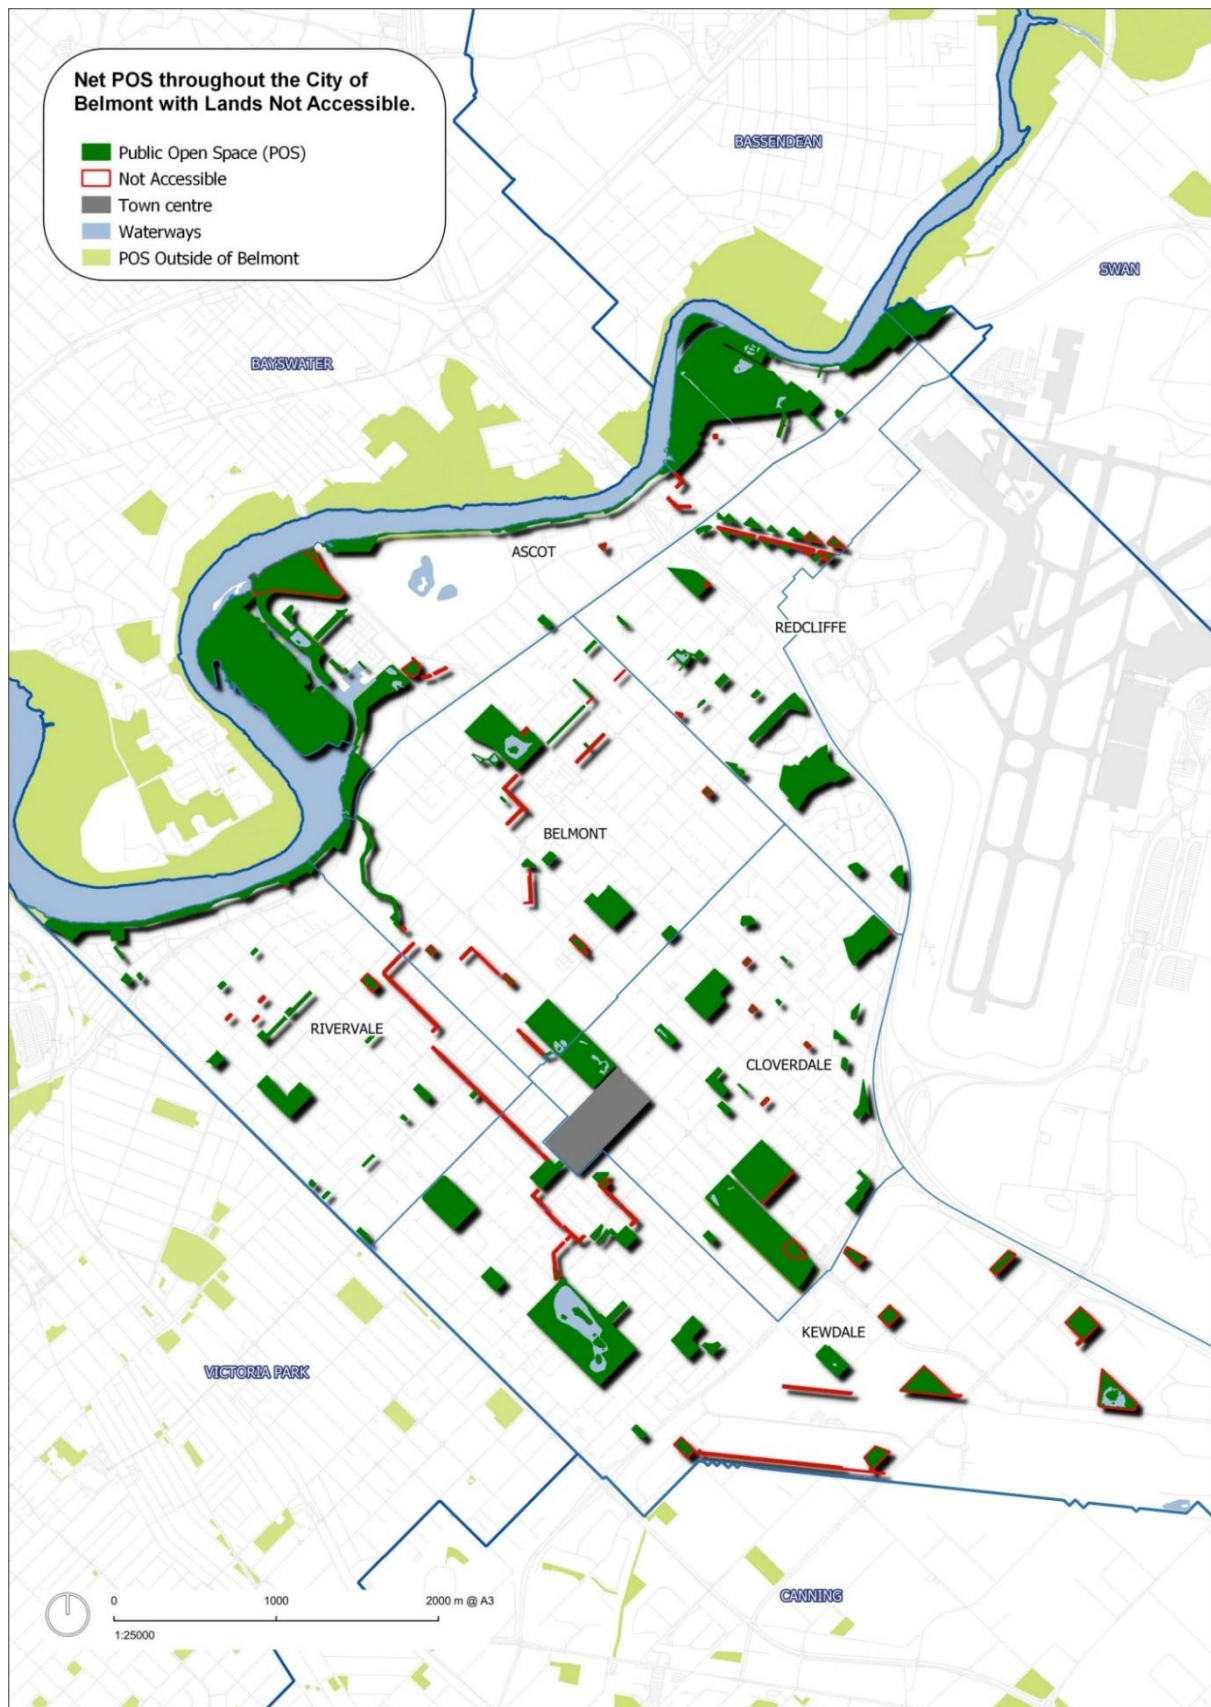 Net POS throughout the City of
Belmont with Lands Not Accessible.
Public Open Space (POS)
Not Accessible
Town centre
Waterways
POS Outside of Belmont
BASSENDEAN
SWAN
BAYSWATER
ASCOT
REDCLIFFE
BELMONT
RIVERVALE
CLOVERDALE
KEWDALE
VICTORIA PARK
CANNING
0 1000 2000 m @ A3
1:25000